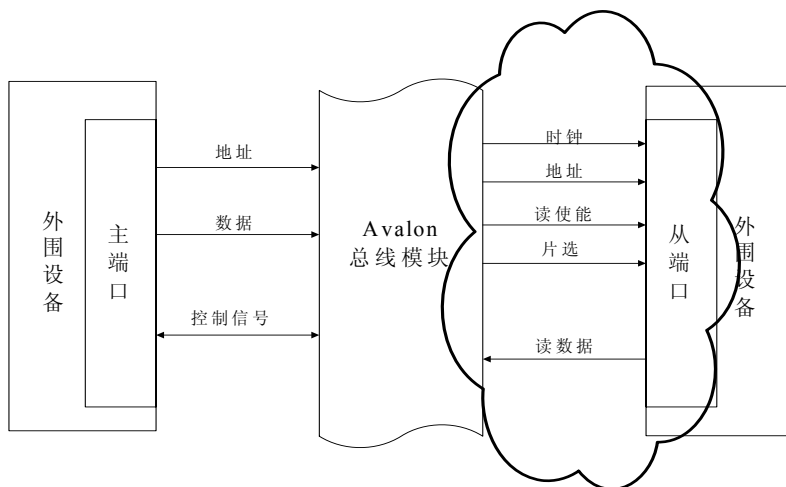 外围设备
主端口
地址
数据
控制信号
Avalon
总线模块
时钟
地址
读使能
片选
读数据
从端口
外围设备